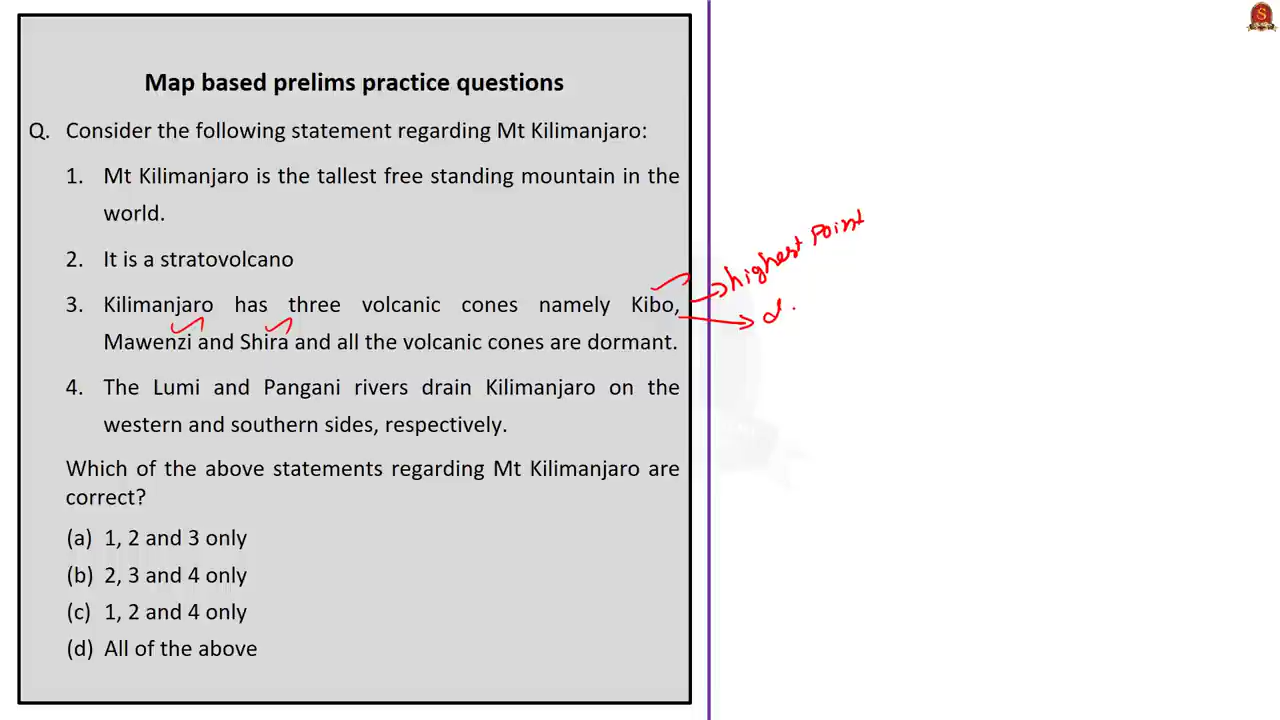 Map based prelims practice questions
Q. Consider the following statement regarding Mt Kilimanjaro:
1. Mt Kilimanjaro is the tallest free standing mountain in the
world.
2. It is a stratovolcano
3. Kilimanjaro has three volcanic cones namely Kibo,
Mawenzi and Shira and all the volcanic cones are dormant.
4. The Lumi and Pangani rivers drain Kilimanjaro on the
western and southern sides, respectively.
Which of the above statements regarding Mt Kilimanjaro are
correct?
(a) 1, 2 and 3 only
(b) 2, 3 and 4 only
(c) 1, 2 and 4 only
(d) All of the above
highest Point
d.
S